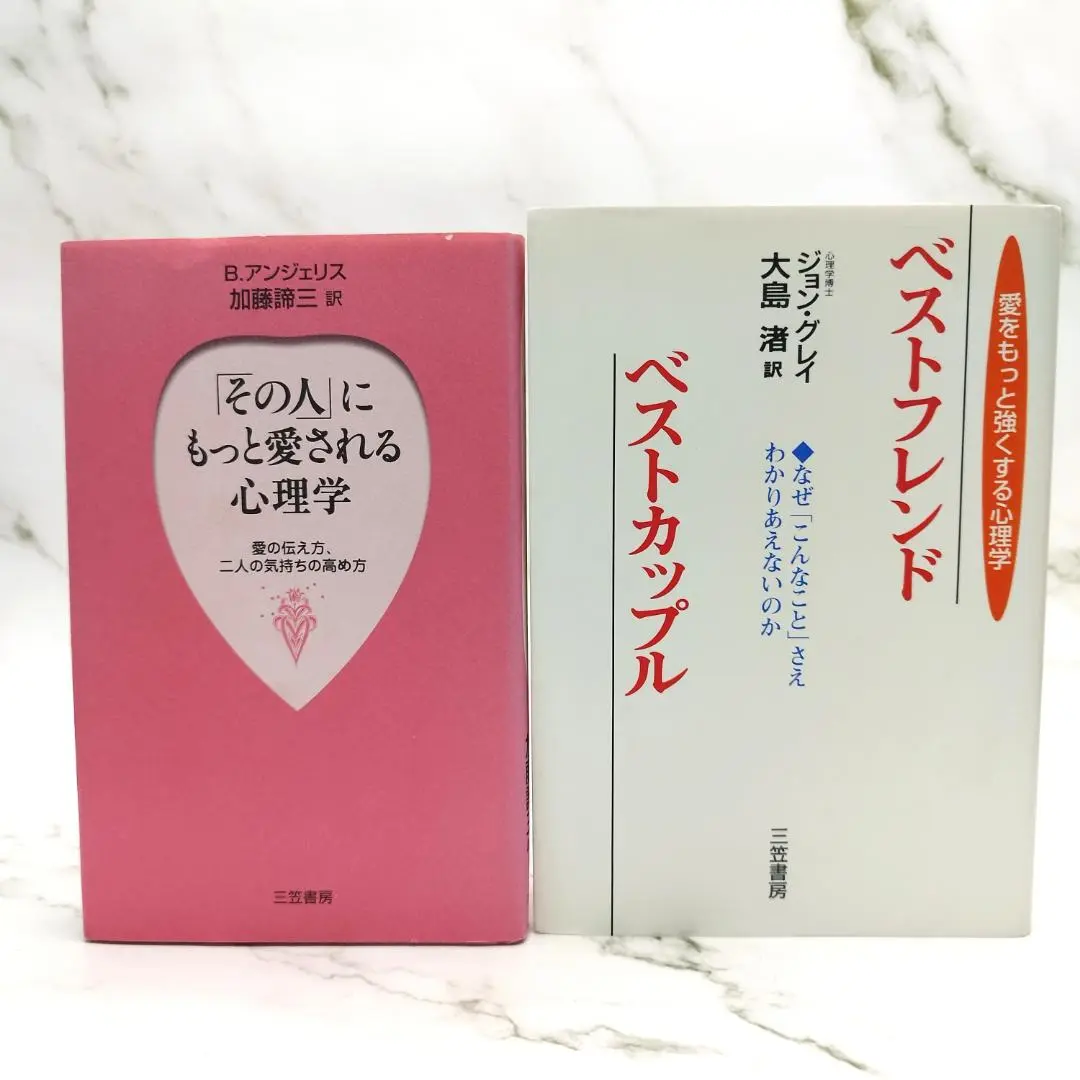 B.アンジェリス
加藤諦三 訳
「その人」に
もっと愛される
心理学
愛の伝え方、
二人の気持ちの高め方
三笠書房
愛をもっと強くする心理学
ベストフレンド
ベストカップル
心理学博士
ジョン・グレイ
大島 渚 訳
◆なぜ「こんなこと」さえ
わかりあえないのか
三笠書房